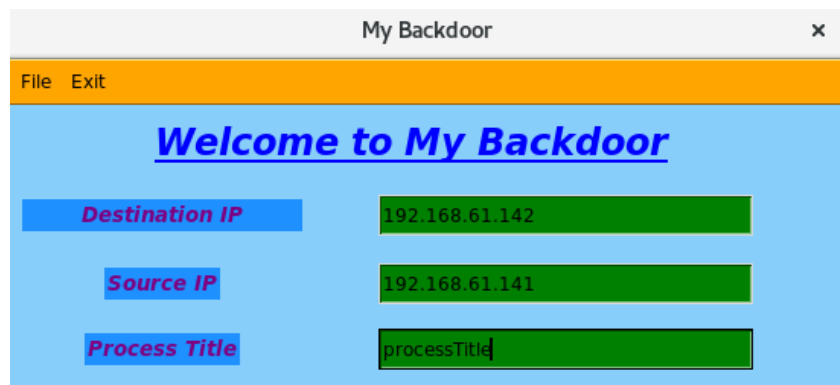 My Backdoor ×
File Exit
Welcome to My Backdoor
Destination IP 192.168.61.142
Source IP 192.168.61.141
Process Title processTitle